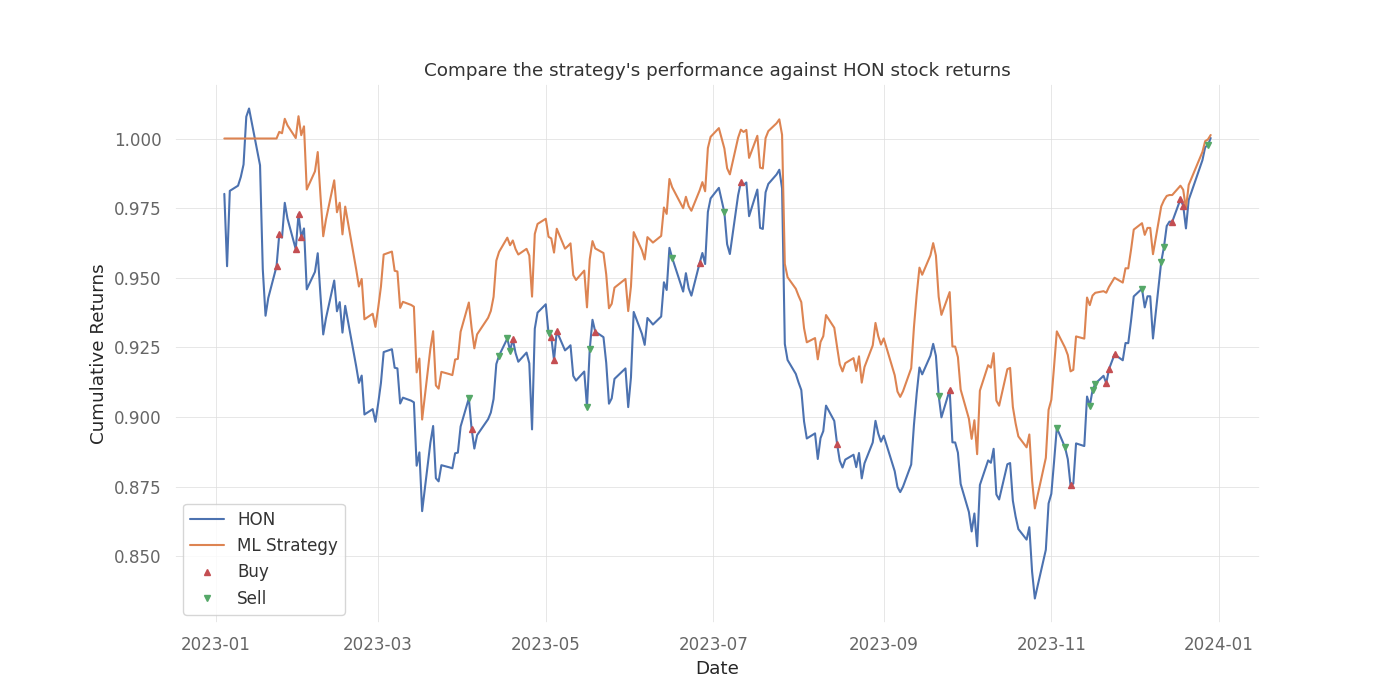 Compare the strategy's performance against HON stock returns
Cumulative Returns
1.000
0.975
0.950
0.925
0.900
0.875
0.850
HON
ML Strategy
Buy
Sell
2023-01 2023-03 2023-05 2023-07 2023-09 2023-11 2024-01
Date